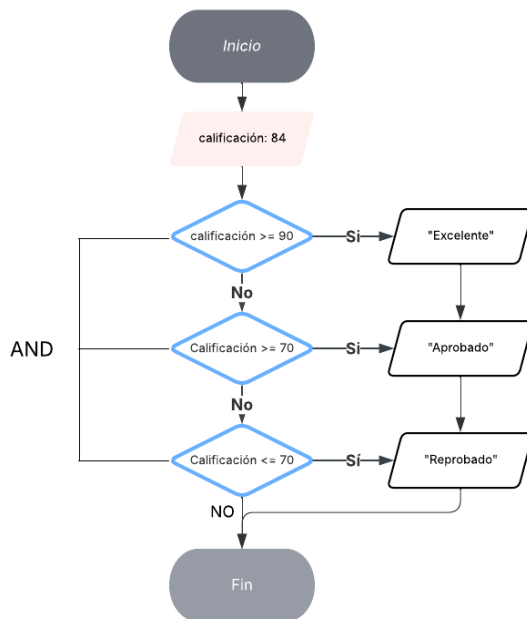 Inicio
calificación: 84
calificación >= 90
Si
"Excelente"
No
AND
Calificación >= 70
Si
"Aprobado"
No
Calificación <= 70
Sí
"Reprobado"
NO
Fin